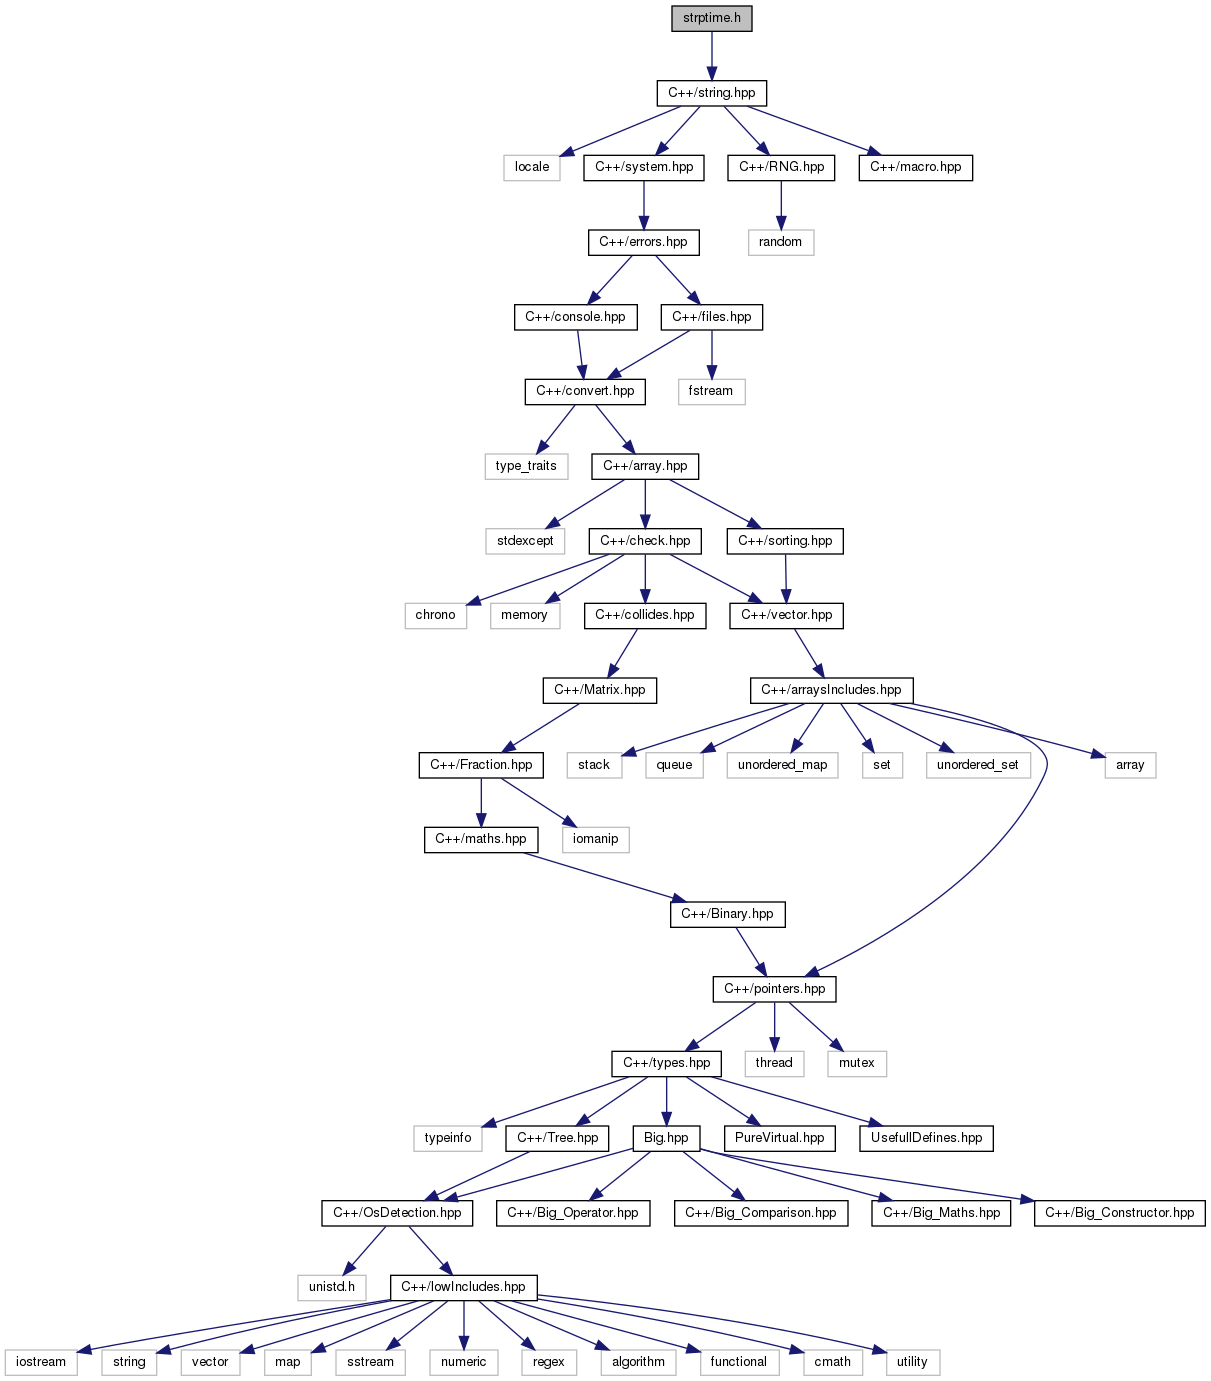 strptime.h
C++/string.hpp
locale
C++/system.hpp
C++/RNG.hpp
C++/macro.hpp
C++/errors.hpp
random
C++/console.hpp
C++/files.hpp
C++/convert.hpp
fstream
type_traits
C++/array.hpp
stdexcept
C++/check.hpp
C++/sorting.hpp
chrono
memory
C++/collides.hpp
C++/vector.hpp
C++/Matrix.hpp
C++/arraysIncludes.hpp
C++/Fraction.hpp
stack
queue
unordered_map
set
unordered_set
array
C++/maths.hpp
iomanip
C++/Binary.hpp
C++/pointers.hpp
C++/types.hpp
thread
mutex
typeinfo
C++/Tree.hpp
Big.hpp
PureVirtual.hpp
UsefullDefines.hpp
C++/OsDetection.hpp
C++/Big_Operator.hpp
C++/Big_Comparison.hpp
C++/Big_Maths.hpp
C++/Big_Constructor.hpp
unistd.h
C++/lowIncludes.hpp
iostream
string
vector
map
sstream
numeric
regex
algorithm
functional
cmath
utility